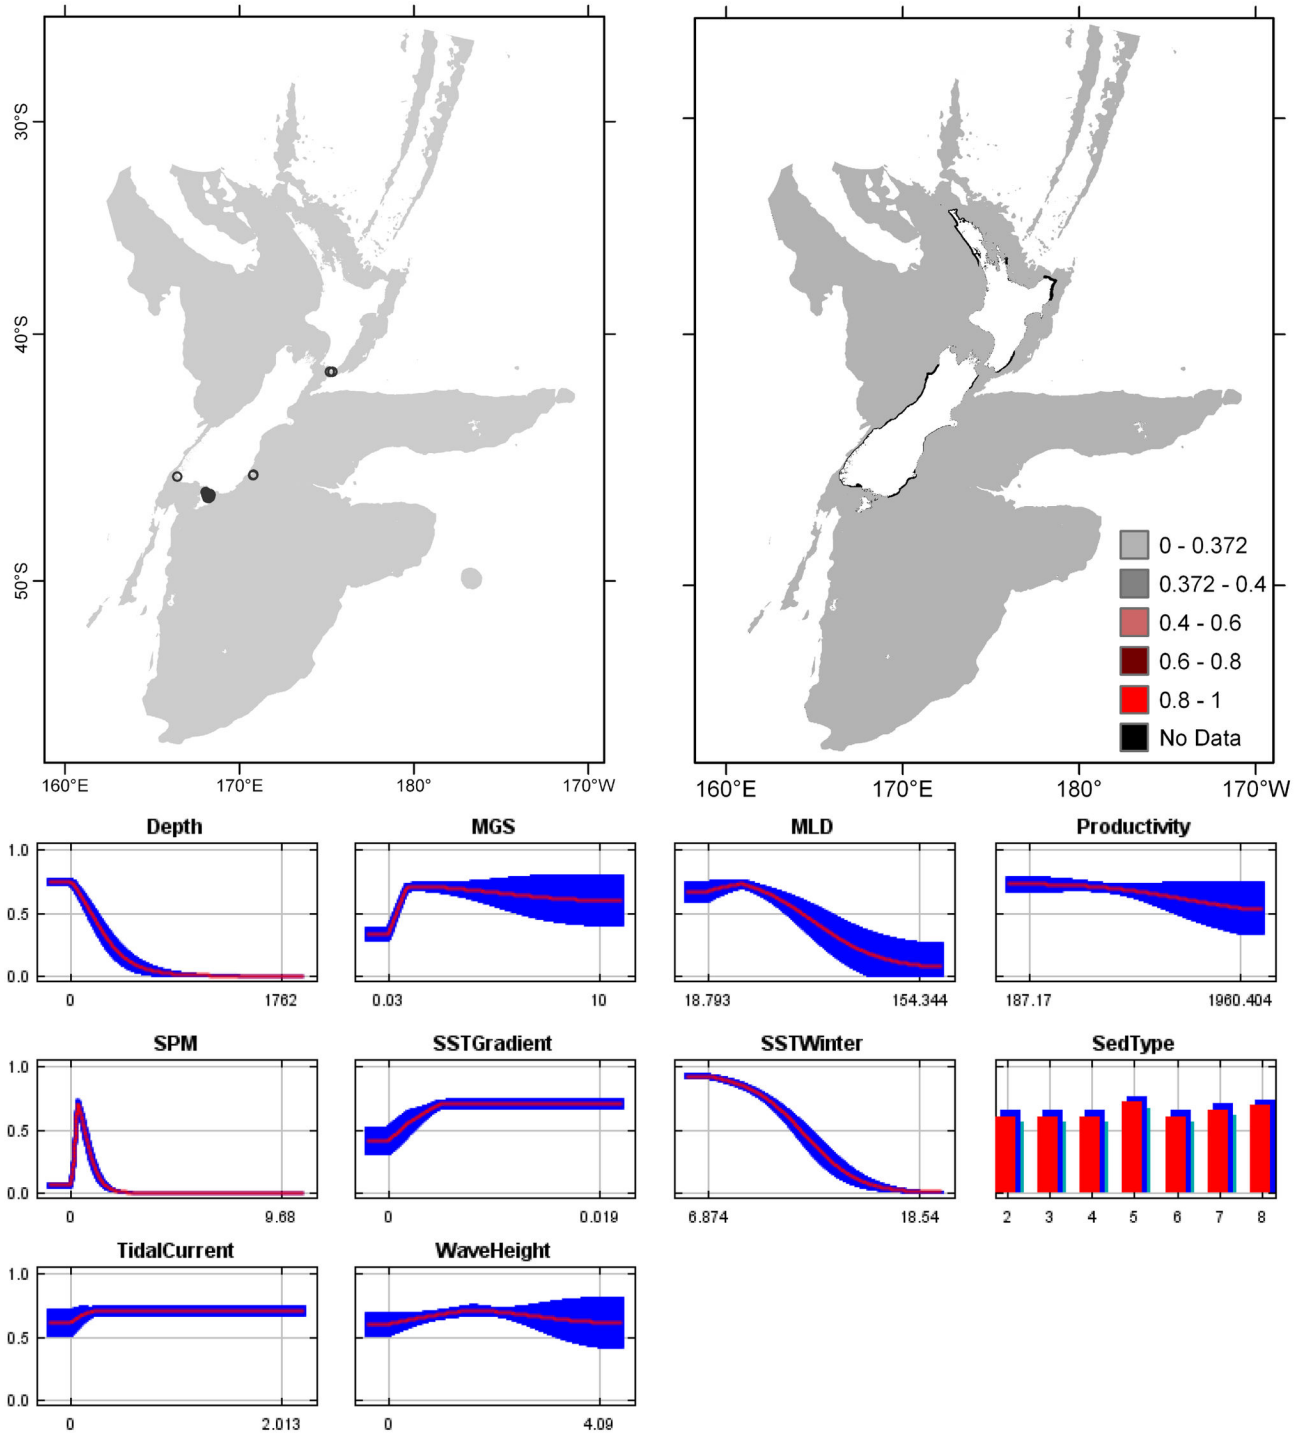 30°S
40°S
50°S
160°E 170°E 180° 170°W
0 - 0.372
0.372 - 0.4
0.4 - 0.6
0.6 - 0.8
0.8 - 1
No Data
160°E 170°E 180° 170°W
Depth MGS MLD Productivity
1.0
0.5
0.0
0 1762 0.03 10 18.793 154.344 187.17 1960.404
SPM SSTGradient SSTWinter SedType
1.0
0.5
0.0
0 9.68 0 0.019 6.874 18.54 2 3 4 5 6 7 8
TidalCurrent WaveHeight
1.0
0.5
0.0
0 2.013 0 4.09